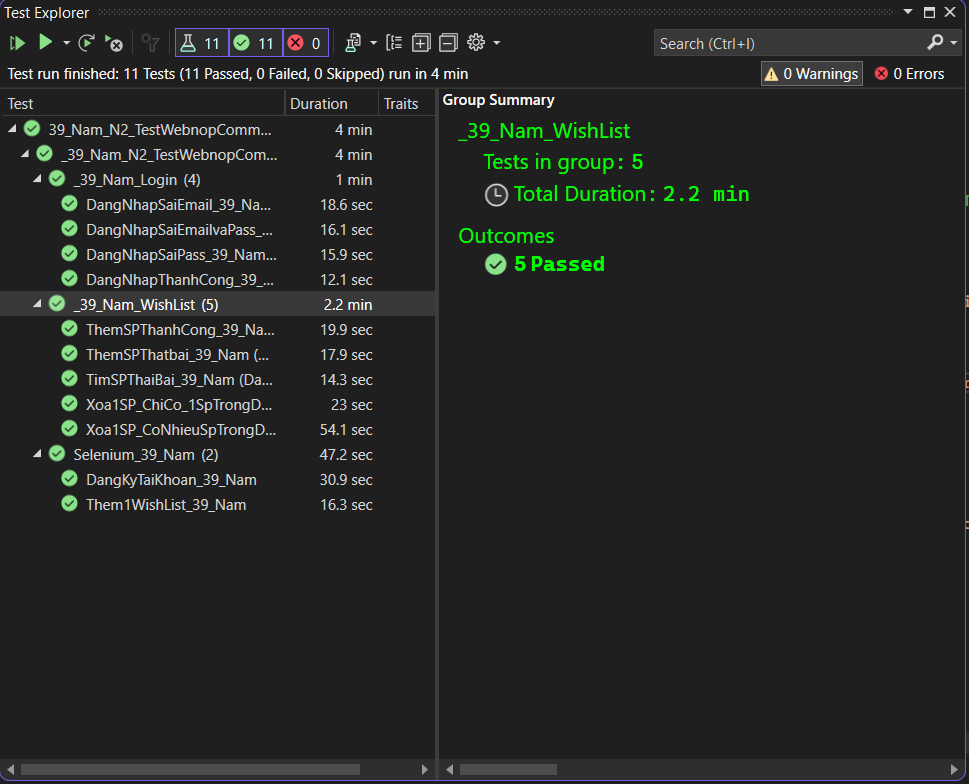 Test Explorer
11 11 0
Search (Ctrl+I)
Test run finished: 11 Tests (11 Passed, 0 Failed, 0 Skipped) run in 4 min
0 Warnings 0 Errors
Test Duration Traits
39_Nam_N2_TestWebnopComm... 4 min
_39_Nam_N2_TestWebnopCom... 4 min
_39_Nam_Login (4) 1 min
DangNhapSaiEmail_39_Na... 18.6 sec
DangNhapSaiEmailvaPass_... 16.1 sec
DangNhapSaiPass_39_Nam... 15.9 sec
DangNhapThanhCong_39_... 12.1 sec
_39_Nam_WishList (5) 2.2 min
ThemSPThanhCong_39_Na... 19.9 sec
ThemSPThatbai_39_Nam (... 17.9 sec
TimSPThaiBai_39_Nam (Da... 14.3 sec
Xoa1SP_ChiCo_1SpTrongD... 23 sec
Xoa1SP_CoNhieuSpTrongD... 54.1 sec
Selenium_39_Nam (2) 47.2 sec
DangKyTaiKhoan_39_Nam 30.9 sec
Them1WishList_39_Nam 16.3 sec
Group Summary
_39_Nam_WishList
Tests in group: 5
Total Duration: 2.2 min
Outcomes
5 Passed